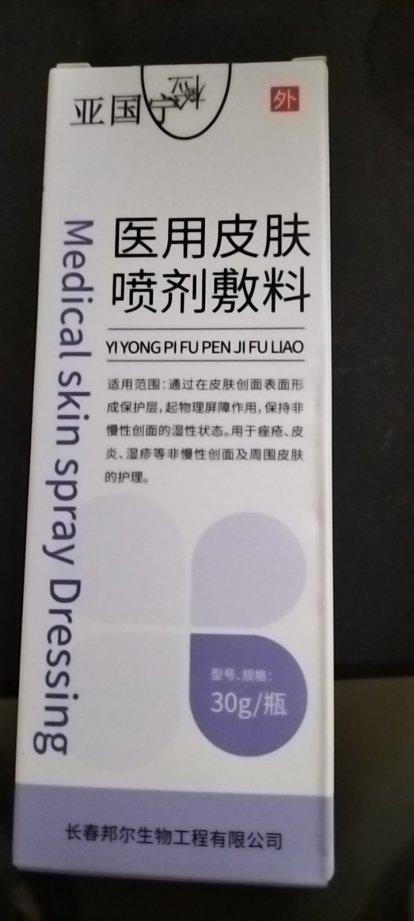 亚国宁
外
医用皮肤
喷剂敷料
YI YONG PI FU PEN JI FU LIAO
适用范围：通过在皮肤创面表面形
成保护层，起物理屏障作用，保持非
慢性创面的湿性状态。用于痤疮、皮
炎、湿疹等非慢性创面及周围皮肤
的护理。
Medical skin spray Dressing
型号、规格：
30g/瓶
长春邦尔生物工程有限公司